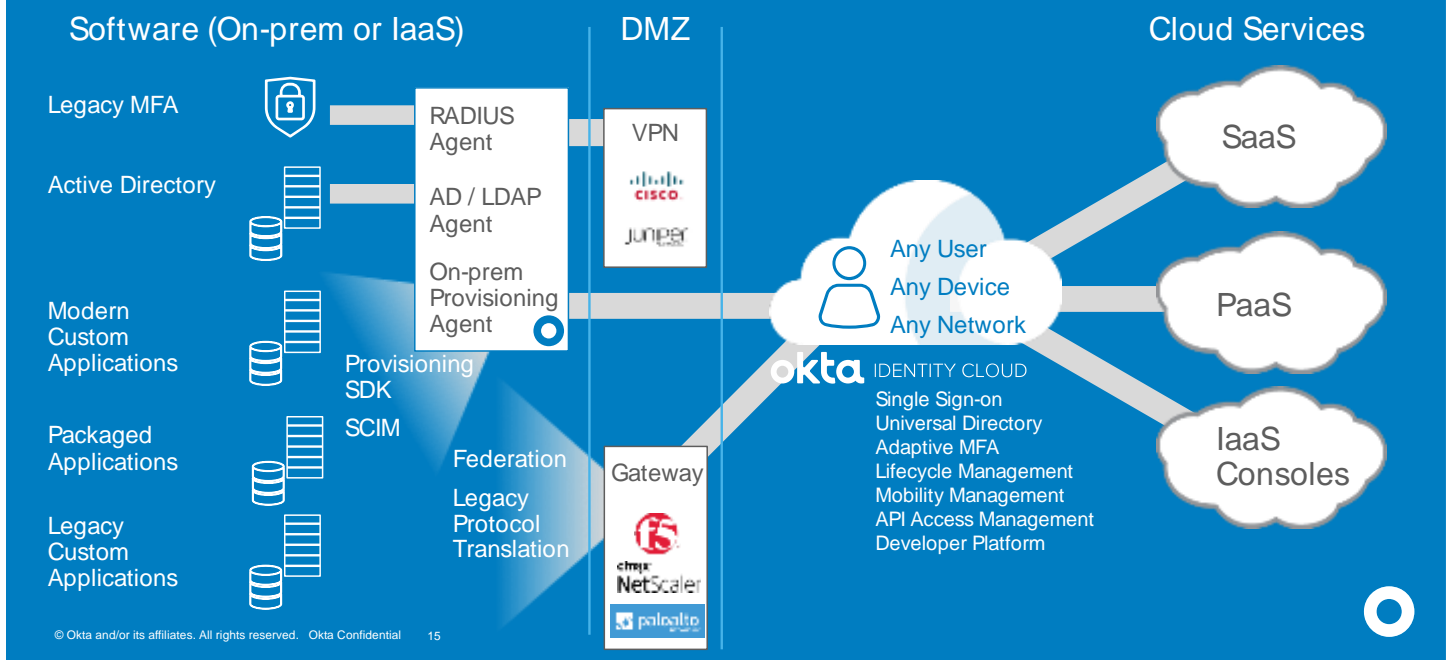 Software (On-prem or IaaS)
DMZ
Cloud Services
Legacy MFA
Active Directory
Modern
Custom
Applications
Packaged
Applications
Legacy
Custom
Applications
RADIUS
Agent
AD / LDAP
Agent
On-prem
Provisioning
Agent
Provisioning
SDK
SCIM
Federation
Legacy
Protocol
Translation
VPN
CISCO
JUNIPER
Gateway
f5
citrix
NetScaler
paloalto
Any User
Any Device
Any Network
okta IDENTITY CLOUD
Single Sign-on
Universal Directory
Adaptive MFA
Lifecycle Management
Mobility Management
API Access Management
Developer Platform
SaaS
PaaS
IaaS
Consoles
© Okta and/or its affiliates. All rights reserved. Okta Confidential 15